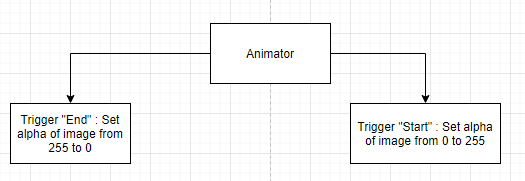 Animator
Trigger "End" : Set
alpha of image from
255 to 0
Trigger "Start" : Set alpha
of image from 0 to 255